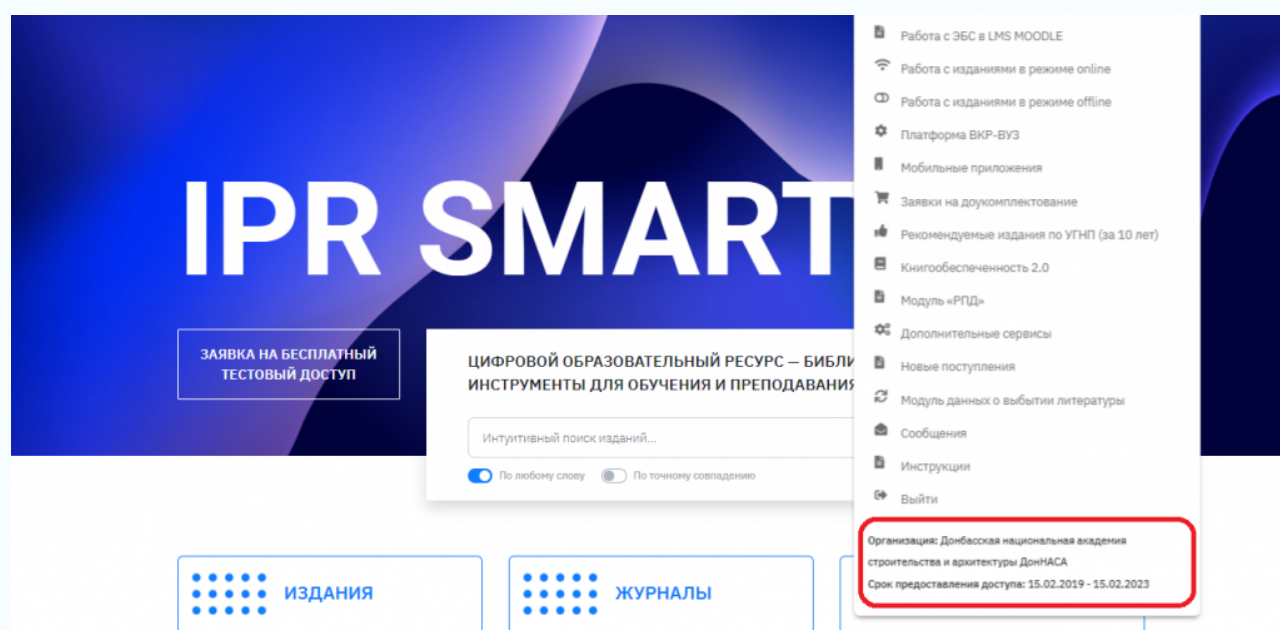 IPR SMART
ЗАЯВКА НА БЕСПЛАТНЫЙ
ТЕСТОВЫЙ ДОСТУП
ЦИФРОВОЙ ОБРАЗОВАТЕЛЬНЫЙ РЕСУРС — БИБЛИ
ИНСТРУМЕНТЫ ДЛЯ ОБУЧЕНИЯ И ПРЕПОДАВАНИЯ
Интуитивный поиск изданий...
По любому слову По точному совпадению
ИЗДАНИЯ
ЖУРНАЛЫ
Работа с ЭБС в LMS MOODLE
Работа с изданиями в режиме online
Работа с изданиями в режиме offline
Платформа ВКР-ВУЗ
Мобильные приложения
Заявки на доукомплектование
Рекомендуемые издания по УГНП (за 10 лет)
Книгообеспеченность 2.0
Модуль «РПД»
Дополнительные сервисы
Новые поступления
Модуль данных о выбытии литературы
Сообщения
Инструкции
Выйти
Организация: Донбасская национальная академия
строительства и архитектуры ДонНАСА
Срок предоставления доступа: 15.02.2019 - 15.02.2023